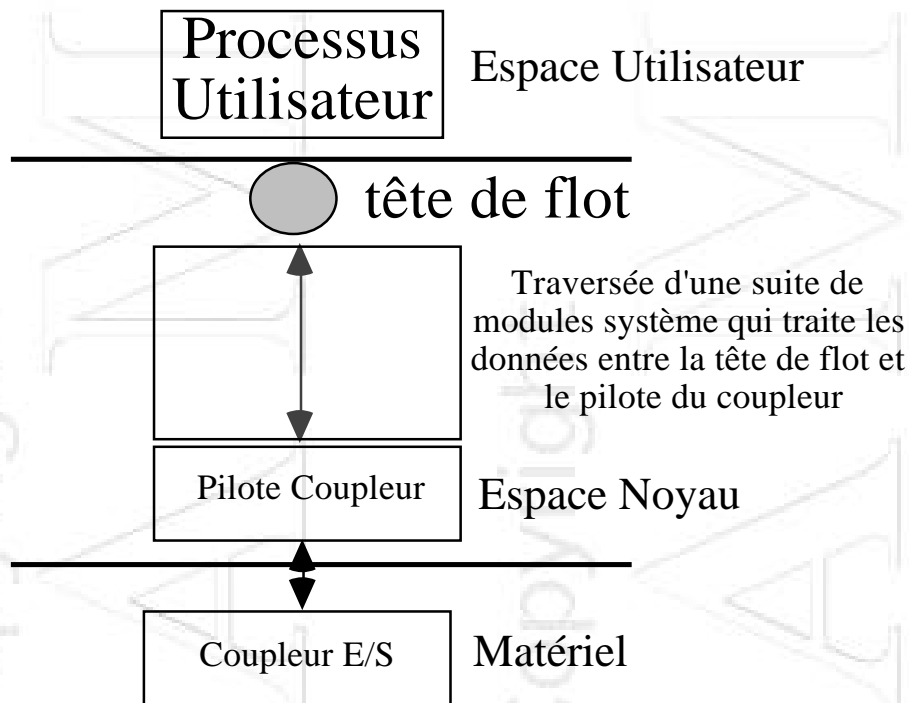 Processus
Utilisateur
Espace Utilisateur
tête de flot
Traversée d'une suite de
modules système qui traite les
données entre la tête de flot et
le pilote du coupleur
Pilote Coupleur
Espace Noyau
Coupleur E/S
Matériel